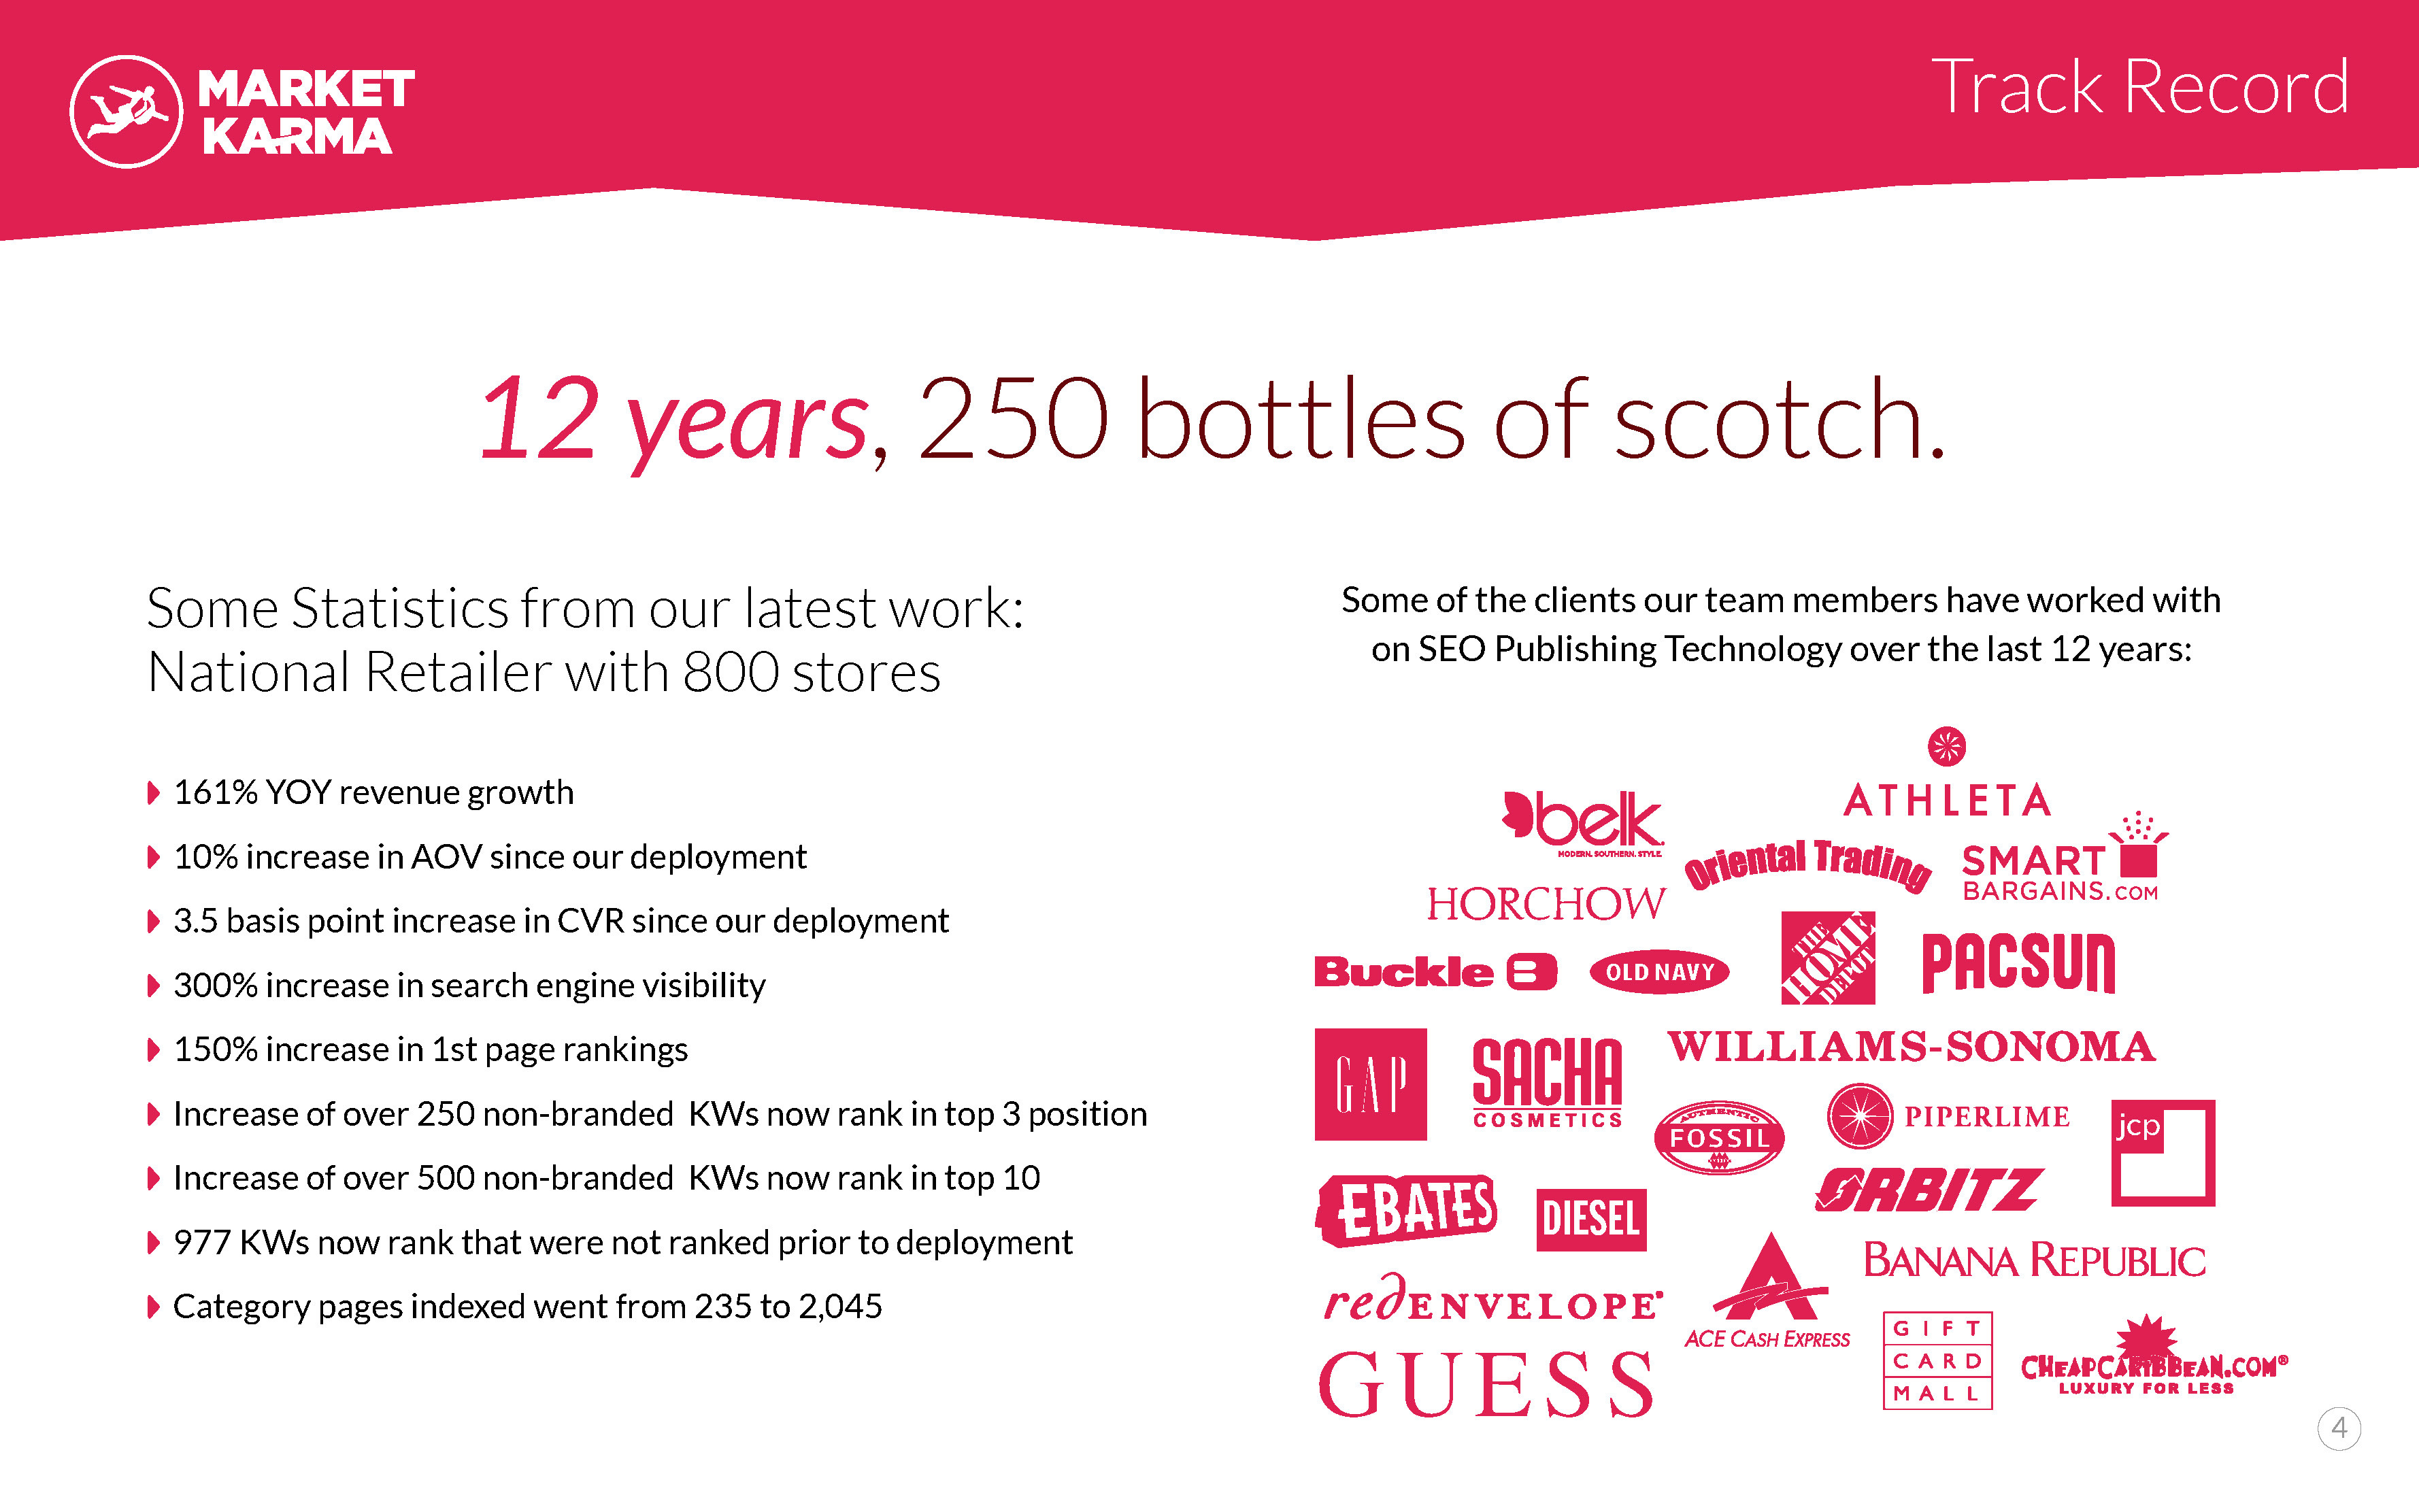 MARKET
KARMA
Track Record
12 years, 250 bottles of scotch.
Some Statistics from our latest work:
National Retailer with 800 stores
161% YOY revenue growth
10% increase in AOV since our deployment
3.5 basis point increase in CVR since our deployment
300% increase in search engine visibility
150% increase in 1st page rankings
Increase of over 250 non-branded KWs now rank in top 3 position
Increase of over 500 non-branded KWs now rank in top 10
977 KWs now rank that were not ranked prior to deployment
Category pages indexed went from 235 to 2,045
Some of the clients our team members have worked with
on SEO Publishing Technology over the last 12 years:
ATHLETA
belk
MODERN. SOUTHERN. STYLE.
Oriental Trading
SMART
BARGAINS.COM
HORCHOW
THE
HOME
DEPOT
PACSUN
Buckle B
OLD NAVY
GAP
SACHA
COSMETICS
WILLIAMS-SONOMA
AUTHENTIC
FOSSIL
PIPERLIME
jcp
EBATES
DIESEL
ORBITZ
BANANA REPUBLIC
redENVELOPE
ACE CASH EXPRESS
GUESS
GIFT
CARD
MALL
CHEAPCARIBBEAN.COM®
LUXURY FOR LESS
4